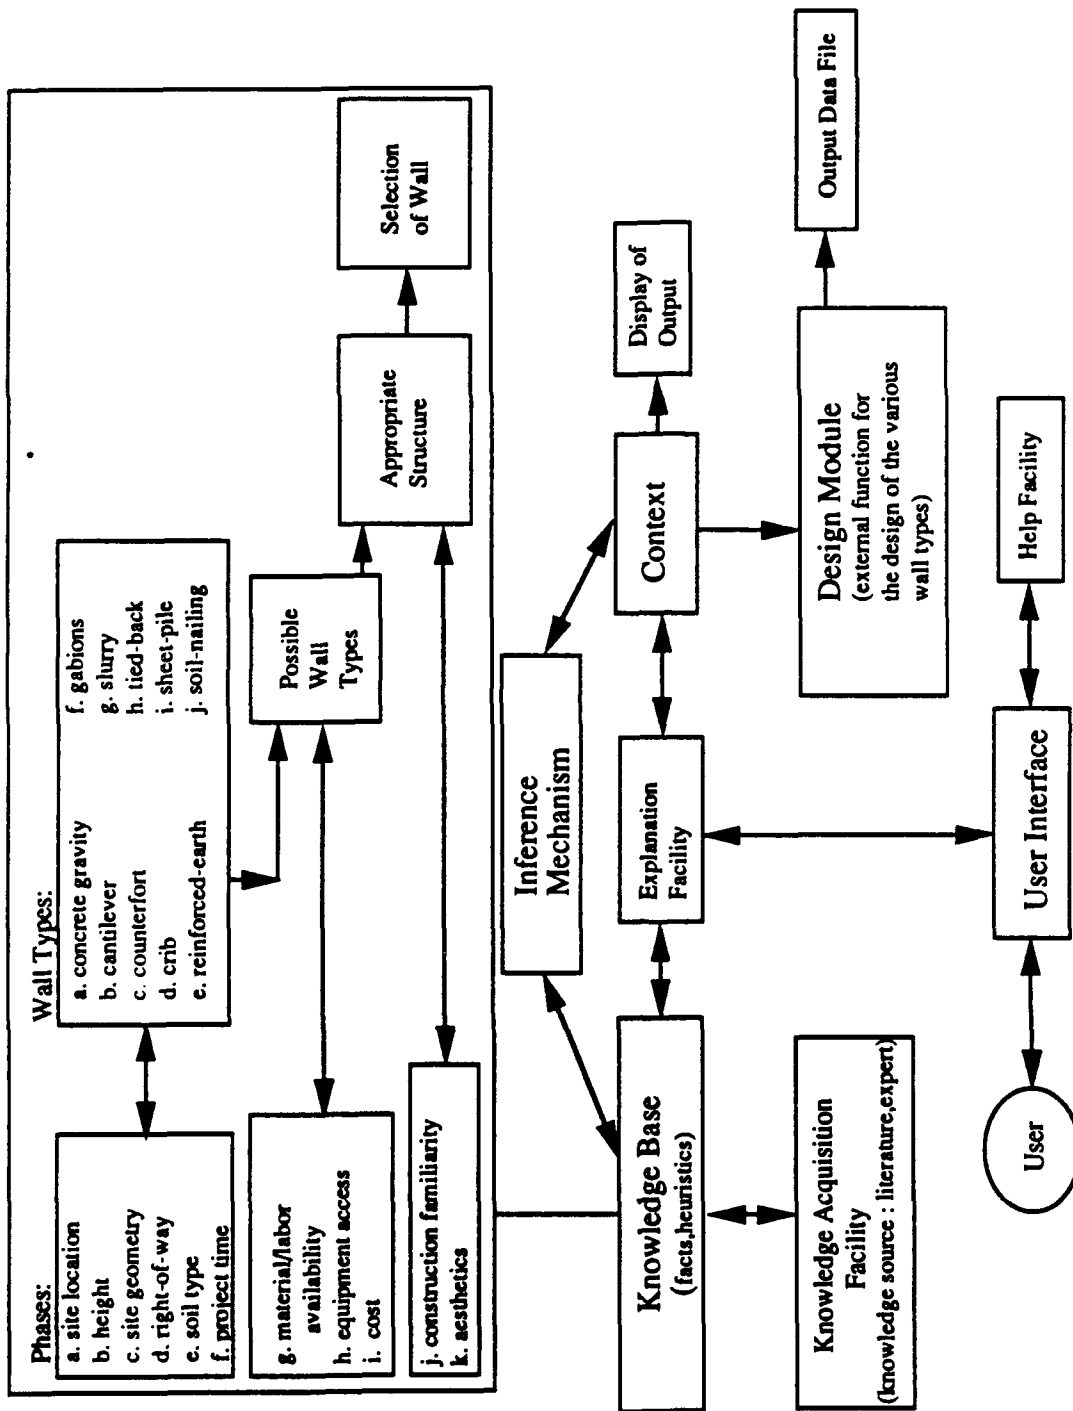 Phases:
a. site location
b. height
c. site geometry
d. right-of-way
e. soil type
f. project time
g. material/labor
availability
h. equipment access
i. cost
j. construction familiarity
k. aesthetics
Wall Types:
a. concrete gravity
b. cantilever
c. counterfort
d. crib
e. reinforced-earth
f. gabions
g. slurry
h. tied-back
i. sheet-pile
j. soil-nailing
Possible
Wall
Types
Appropriate
Structure
Selection
of Wall
Inference
Mechanism
Knowledge Base
(facts,heuristics)
Explanation
Facility
Context
Display of
Output
Knowledge Acquisition
Facility
(knowledge source : literature,expert)
Design Module
(external function for
the design of the various
wall types)
Output Data File
User
User Interface
Help Facility